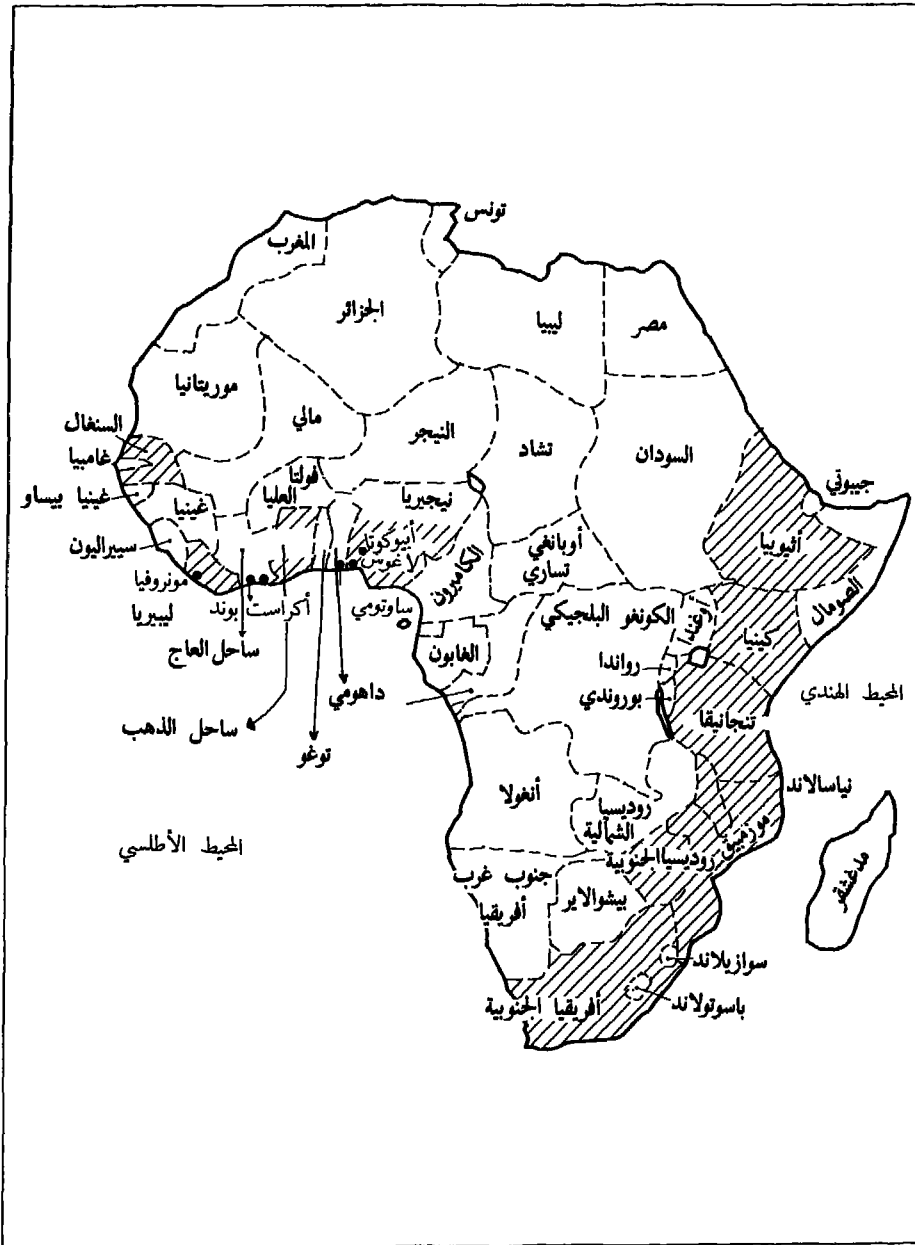 تونس
المغرب
الجزائر
ليبيا
مصر
موريتانيا
مالي
النيجر
تشاد
السودان
السنغال
غامبيا
غينيا بيساو
غينيا
فولتا
العليا
نيجيريا
أبيوكوتا
لاغوس
جيبوتي
أثيوبيا
الصومال
سييراليون
مونروفيا
ليبيريا
بوند
أكراست
ساوتومي
الكاميرون
أوبانغي
تساري
الكونغو البلجيكي
أوغندا
كينيا
ساحل العاج
الغابون
رواندا
بوروندي
المحيط الهندي
داهومي
تنجانيقا
ساحل الذهب
توغو
أنغولا
روديسيا
الشمالية
نياسالاند
موزمبيق
المحيط الأطلسي
روديسيا الجنوبية
جنوب غرب
أفريقيا
بيشوالاير
مدغشقر
سوازيلاند
باسوتولاند
أفريقيا الجنوبية